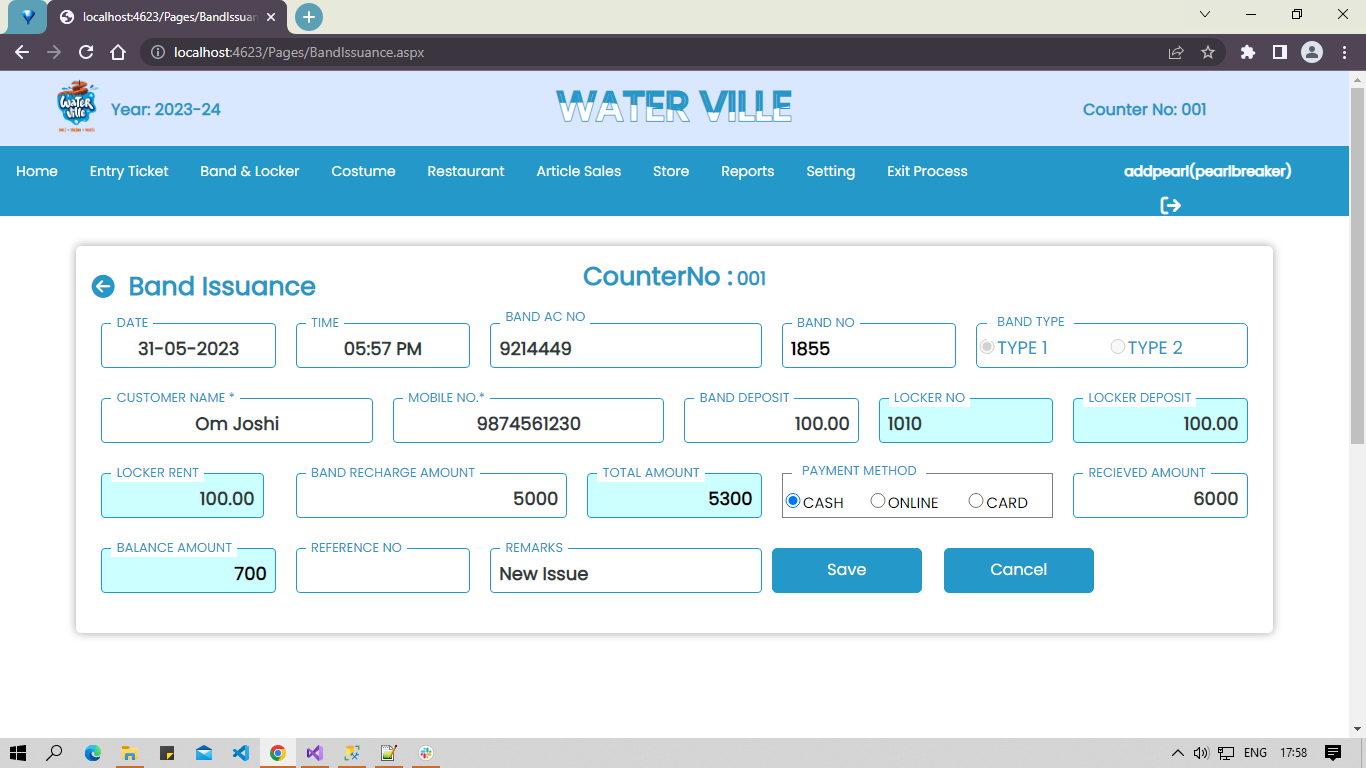 localhost:4623/Pages/BandIssuan
localhost:4623/Pages/BandIssuance.aspx
WATER Ville
Year: 2023-24
WATER VILLE
Counter No: 001
Home Entry Ticket Band & Locker Costume Restaurant Article Sales Store Reports Setting Exit Process addpearl(pearlbreaker)
Band Issuance
CounterNo : 001
DATE TIME BAND AC NO BAND NO BAND TYPE
31-05-2023 05:57 PM 9214449 1855 TYPE 1 TYPE 2
CUSTOMER NAME * MOBILE NO.* BAND DEPOSIT LOCKER NO LOCKER DEPOSIT
Om Joshi 9874561230 100.00 1010 100.00
LOCKER RENT BAND RECHARGE AMOUNT TOTAL AMOUNT PAYMENT METHOD RECIEVED AMOUNT
100.00 5000 5300 CASH ONLINE CARD 6000
BALANCE AMOUNT REFERENCE NO REMARKS
700 New Issue Save Cancel
ENG 17:58